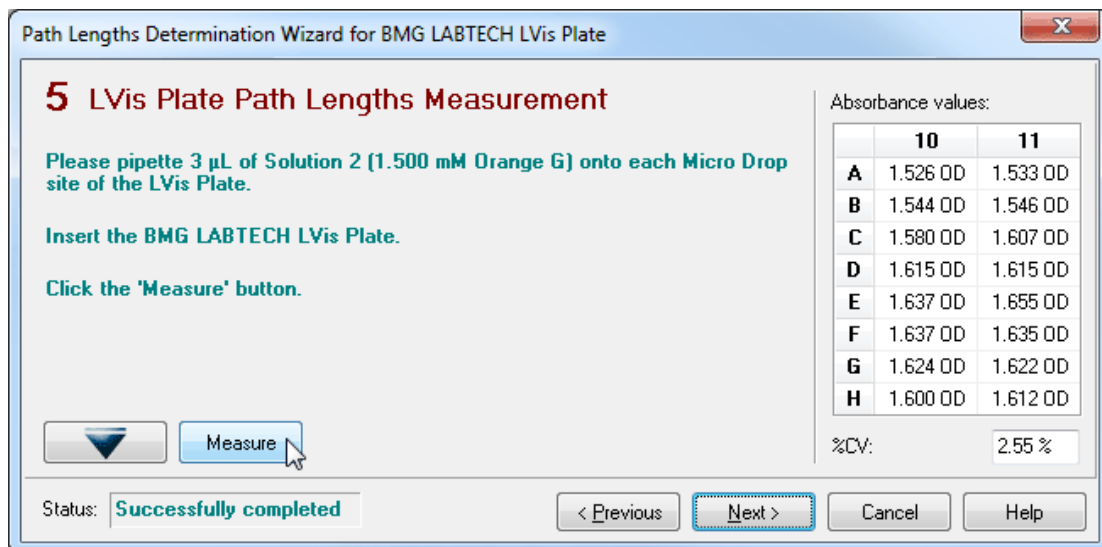 Path Lengths Determination Wizard for BMG LABTECH LVis Plate
5 LVis Plate Path Lengths Measurement
Please pipette 3 µL of Solution 2 (1.500 mM Orange G) onto each Micro Drop
site of the LVis Plate.
Insert the BMG LABTECH LVis Plate.
Click the 'Measure' button.
Measure
Absorbance values:
10 11
A 1.526 OD 1.533 OD
B 1.544 OD 1.546 OD
C 1.580 OD 1.607 OD
D 1.615 OD 1.615 OD
E 1.637 OD 1.655 OD
F 1.637 OD 1.635 OD
G 1.624 OD 1.622 OD
H 1.600 OD 1.612 OD
%CV: 2.55 %
Status: Successfully completed
< Previous Next > Cancel Help